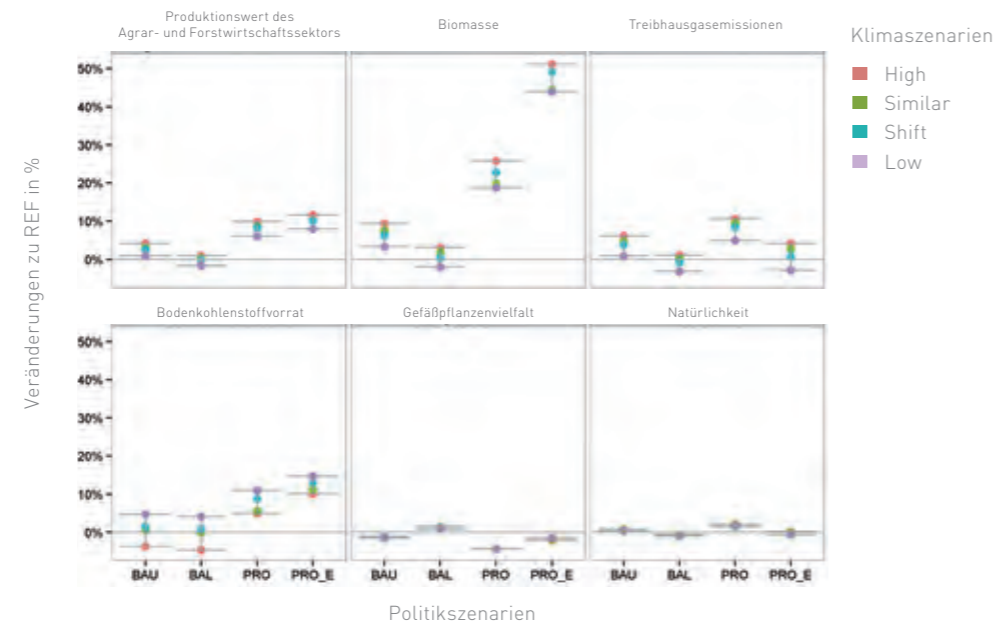 Produktionswert des
Agrar- und Forstwirtschaftssektors
Biomasse
Treibhausgasemissionen
Klimaszenarien
High
Similar
Shift
Low
Veränderungen zu REF in %
50%
40%
30%
20%
10%
0%
Bodenkohlenstoffvorrat
Gefäßpflanzenvielfalt
Natürlichkeit
50%
40%
30%
20%
10%
0%
BAU BAL PRO PRO_E BAU BAL PRO PRO_E BAU BAL PRO PRO_E
Politikszenarien